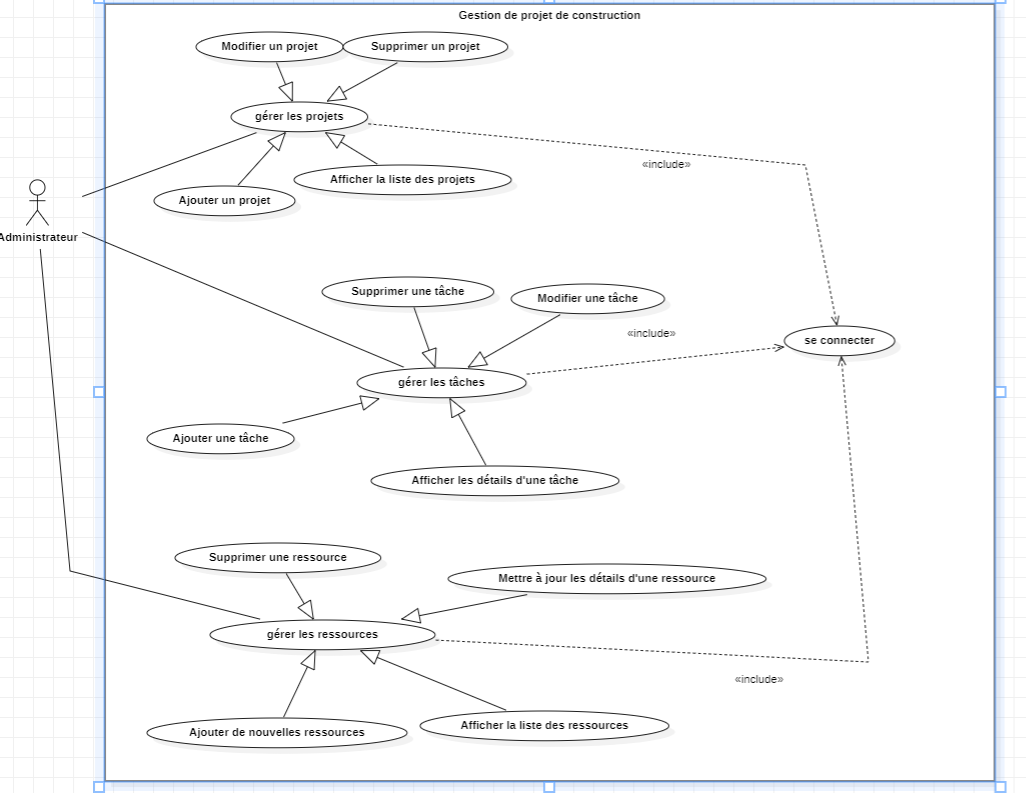 Gestion de projet de construction
Modifier un projet
Supprimer un projet
gérer les projets
«include»
Afficher la liste des projets
Ajouter un projet
Administrateur
Supprimer une tâche
Modifier une tâche
«include»
se connecter
gérer les tâches
Ajouter une tâche
Afficher les détails d'une tâche
Supprimer une ressource
Mettre à jour les détails d'une ressource
gérer les ressources
«include»
Afficher la liste des ressources
Ajouter de nouvelles ressources